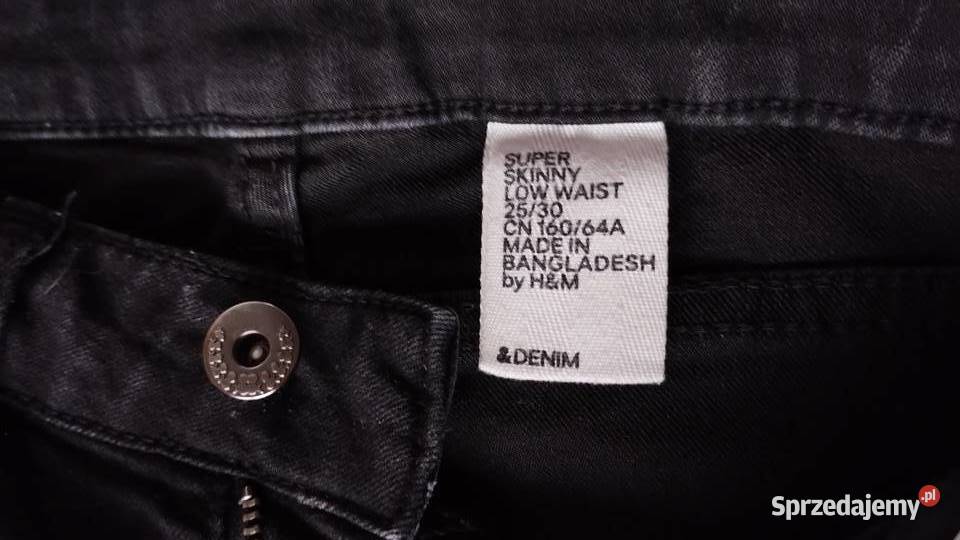 SUPER
SKINNY
LOW WAIST
25/30
CN 160/64A
MADE IN
BANGLADESH
by H&M
&DENIM
Sprzedajemy.pl